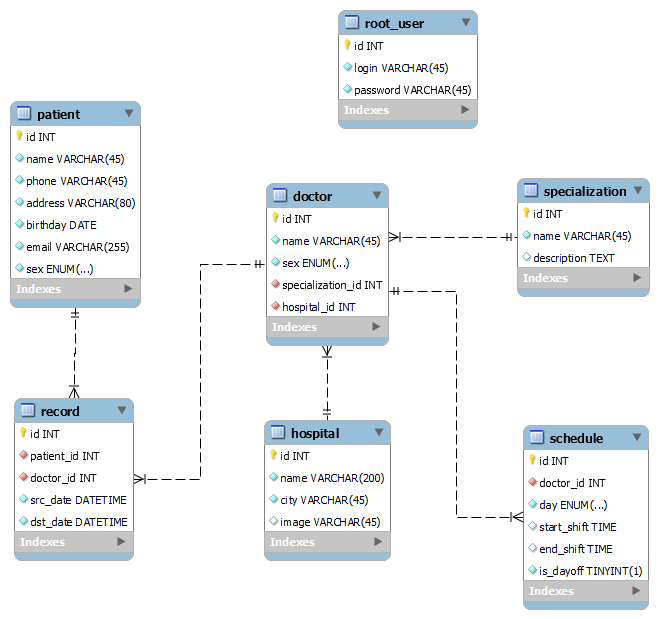 root_user
id INT
login VARCHAR(45)
password VARCHAR(45)
Indexes
patient
id INT
name VARCHAR(45)
phone VARCHAR(45)
address VARCHAR(80)
birthday DATE
email VARCHAR(255)
sex ENUM(...)
Indexes
doctor
id INT
name VARCHAR(45)
sex ENUM(...)
specialization_id INT
hospital_id INT
Indexes
specialization
id INT
name VARCHAR(45)
description TEXT
Indexes
record
id INT
patient_id INT
doctor_id INT
src_date DATETIME
dst_date DATETIME
Indexes
hospital
id INT
name VARCHAR(200)
city VARCHAR(45)
image VARCHAR(45)
Indexes
schedule
id INT
doctor_id INT
day ENUM(...)
start_shift TIME
end_shift TIME
is_dayoff TINYINT(1)
Indexes